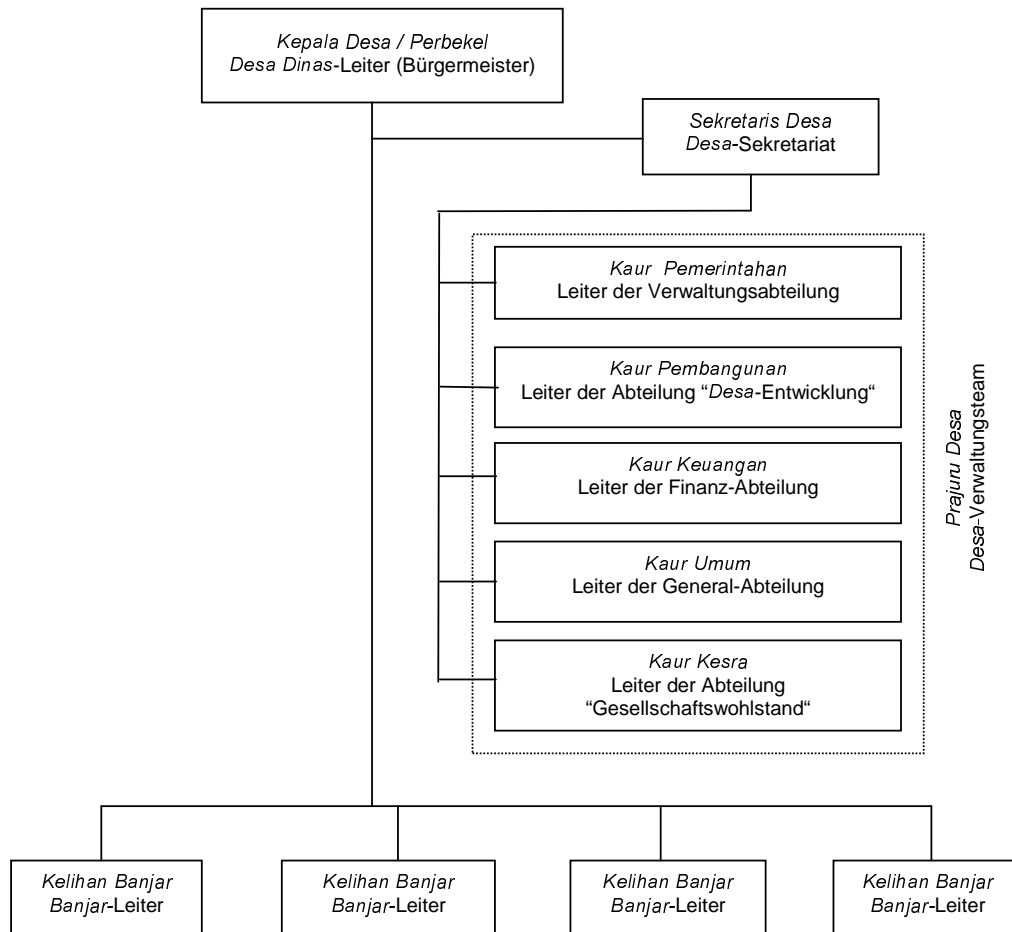 Kepala Desa / Perbekel
Desa Dinas-Leiter (Bürgermeister)
Sekretaris Desa
Desa-Sekretariat
Kaur Pemerintahan
Leiter der Verwaltungsabteilung
Kaur Pembangunan
Leiter der Abteilung “Desa-Entwicklung“
Kaur Keuangan
Leiter der Finanz-Abteilung
Kaur Umum
Leiter der General-Abteilung
Kaur Kesra
Leiter der Abteilung
“Gesellschaftswohlstand“
Prajuru Desa
Desa-Verwaltungsteam
Kelihan Banjar
Banjar-Leiter
Kelihan Banjar
Banjar-Leiter
Kelihan Banjar
Banjar-Leiter
Kelihan Banjar
Banjar-Leiter